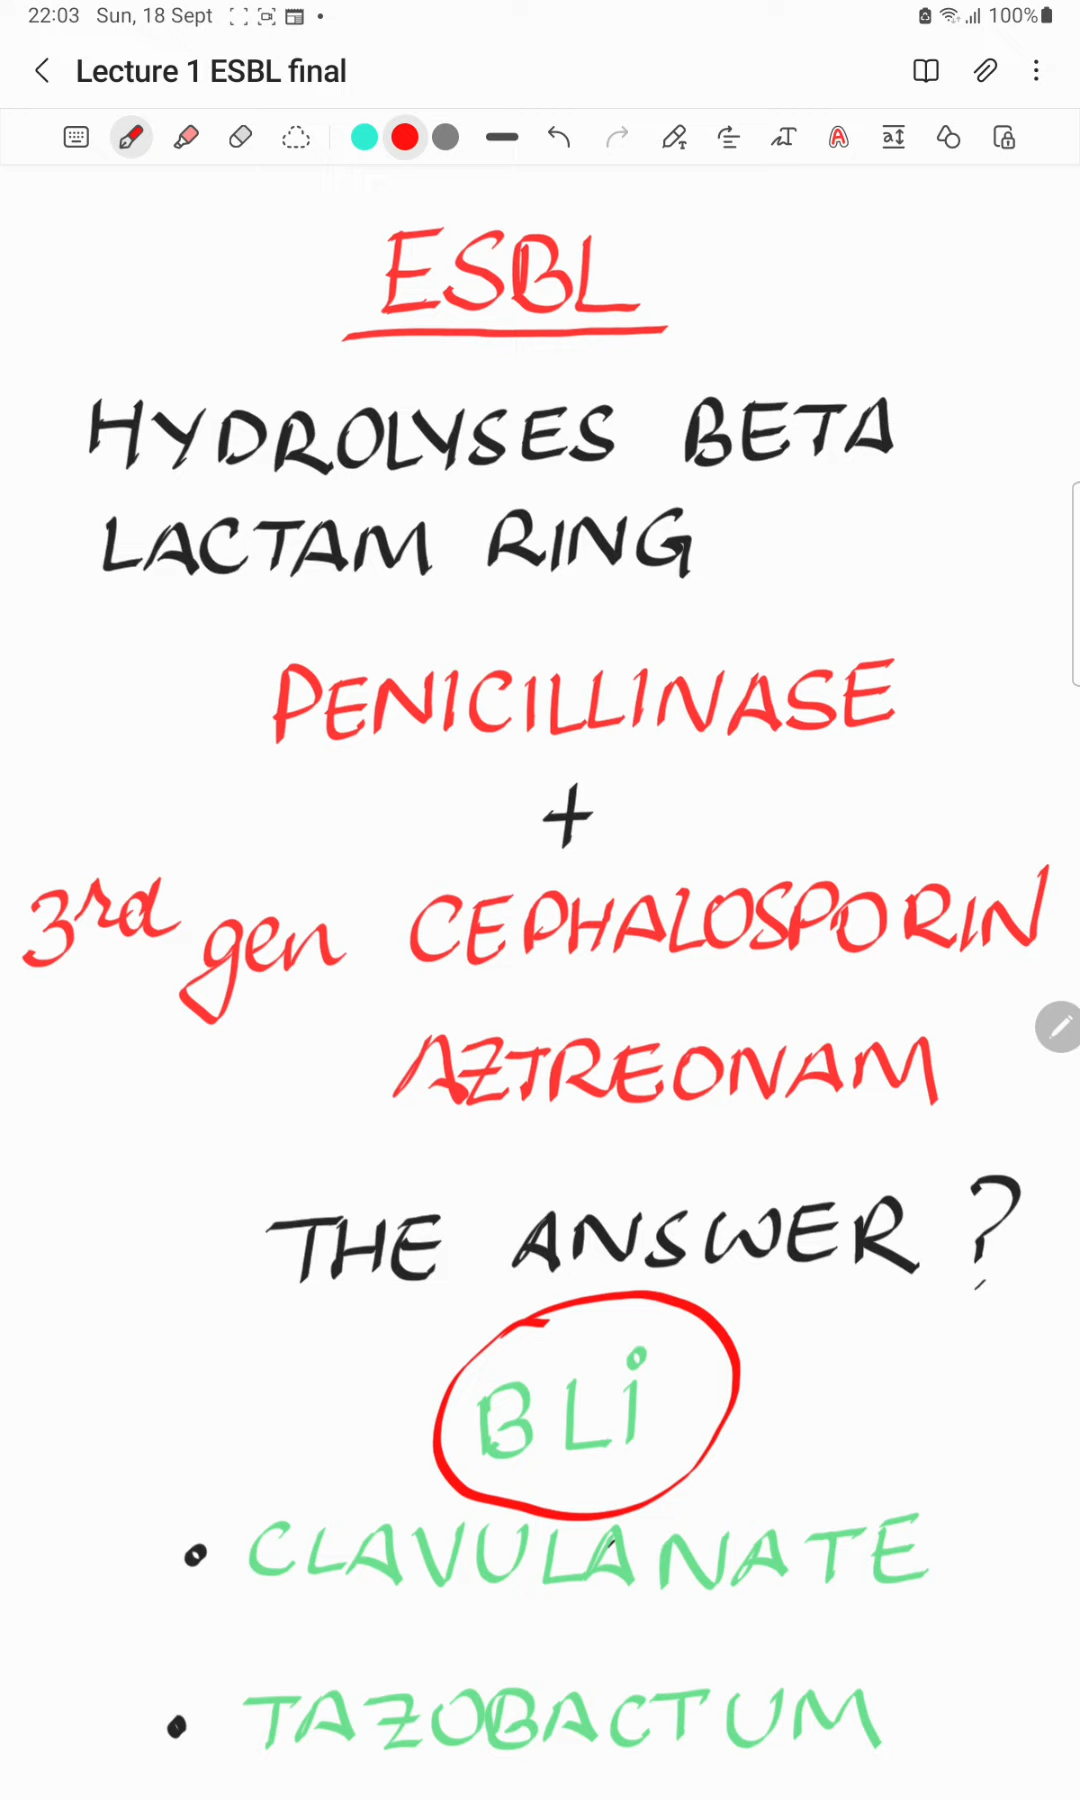 22:03 Sun, 18 Sept 100%
Lecture 1 ESBL final
ESBL
HYDROLYSES BETA
LACTAM RING
PENICILLINASE
+
3rd gen CEPHALOSPORIN
AZTREONAM
THE ANSWER ?
BLi
• CLAVULANATE
• TAZOBACTUM